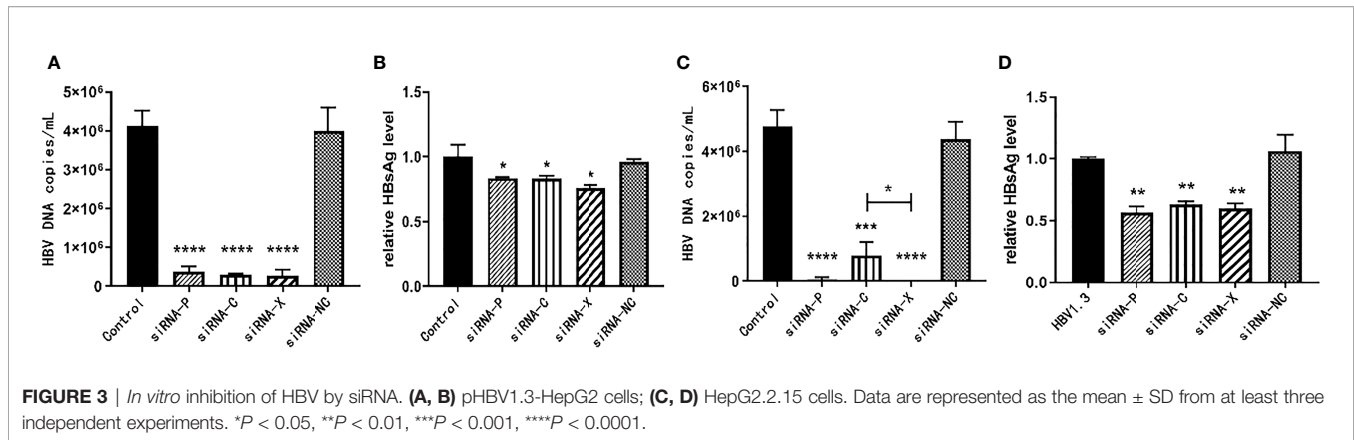 A
HBV DNA copies/mL
5×10⁶
4×10⁶
3×10⁶
2×10⁶
1×10⁶
0
****
****
****
Control
siRNA-P
siRNA-C
siRNA-X
siRNA-NC
B
relative HBsAg level
1.5
1.0
0.5
0.0
*
*
*
Control
siRNA-P
siRNA-C
siRNA-X
siRNA-NC
C
HBV DNA copies/mL
6×10⁶
4×10⁶
2×10⁶
0
*
***
****
****
Control
siRNA-P
siRNA-C
siRNA-X
siRNA-NC
D
relative HBsAg level
1.5
1.0
0.5
0.0
**
**
**
HBV1.3
siRNA-P
siRNA-C
siRNA-X
siRNA-NC
FIGURE 3 | In vitro inhibition of HBV by siRNA. (A, B) pHBV1.3-HepG2 cells; (C, D) HepG2.2.15 cells. Data are represented as the mean ± SD from at least three
independent experiments. *P < 0.05, **P < 0.01, ***P < 0.001, ****P < 0.0001.